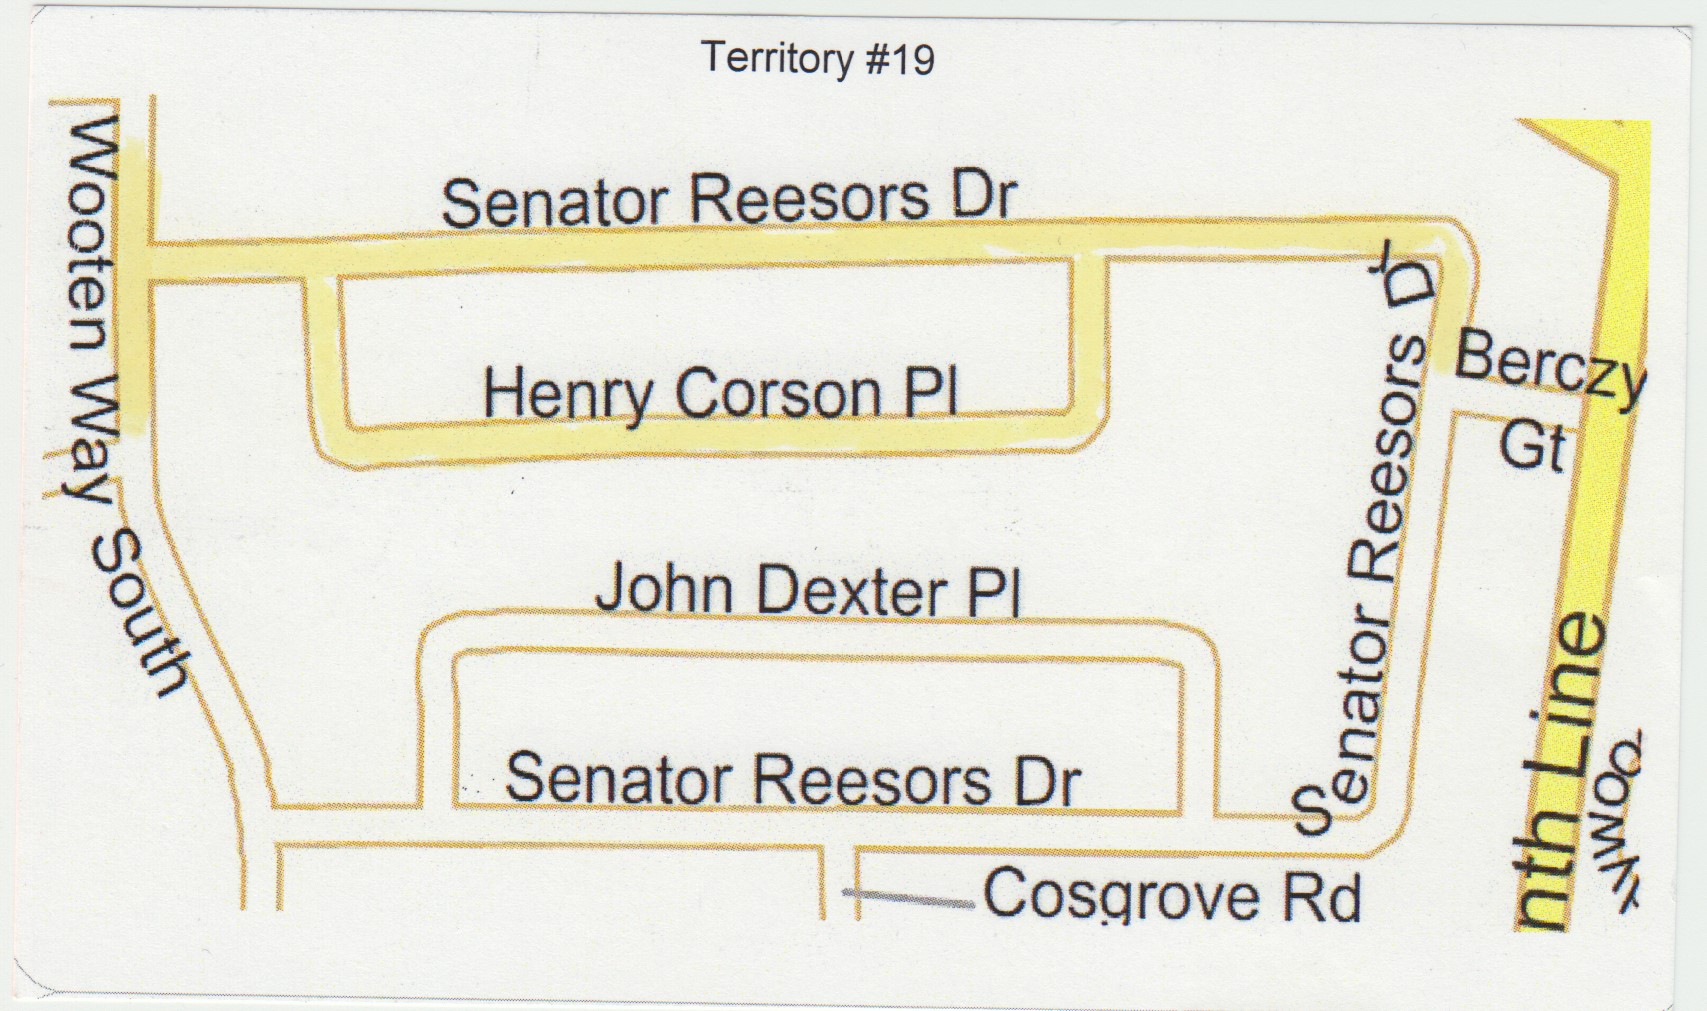 Territory #19
Wooten Way South
Senator Reesors Dr
Senator Reesors Dr
Berczy
Gt
Henry Corson Pl
John Dexter Pl
Senator Reesors Dr
nth Line
Cosgrove Rd